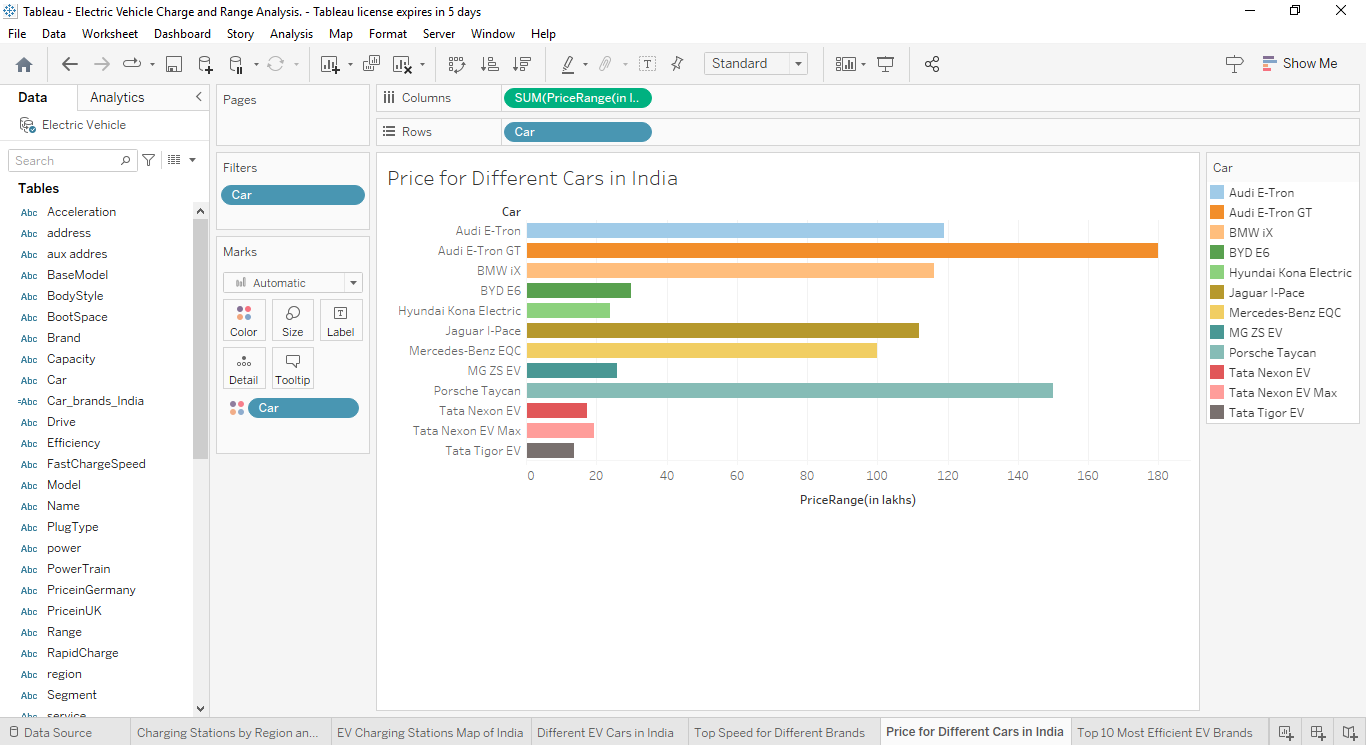 Tableau - Electric Vehicle Charge and Range Analysis. - Tableau license expires in 5 days
File Data Worksheet Dashboard Story Analysis Map Format Server Window Help
Standard
Show Me
Data Analytics
Electric Vehicle
Search
Tables
Abc Acceleration
Abc address
Abc aux addres
Abc BaseModel
Abc BodyStyle
Abc BootSpace
Abc Brand
Abc Capacity
Abc Car
=Abc Car_brands_India
Abc Drive
Abc Efficiency
Abc FastChargeSpeed
Abc Model
Abc Name
Abc PlugType
Abc power
Abc PowerTrain
Abc PriceinGermany
Abc PriceinUK
Abc Range
Abc RapidCharge
Abc region
Abc Segment
Abc service
Pages
Filters
Car
Marks
Automatic
Color Size Label
Detail Tooltip
Car
Columns SUM(PriceRange(in l..
Rows Car
Price for Different Cars in India
Car
Audi E-Tron
Audi E-Tron GT
BMW iX
BYD E6
Hyundai Kona Electric
Jaguar I-Pace
Mercedes-Benz EQC
MG ZS EV
Porsche Taycan
Tata Nexon EV
Tata Nexon EV Max
Tata Tigor EV
0 20 40 60 80 100 120 140 160 180
PriceRange(in lakhs)
Car
Audi E-Tron
Audi E-Tron GT
BMW iX
BYD E6
Hyundai Kona Electric
Jaguar I-Pace
Mercedes-Benz EQC
MG ZS EV
Porsche Taycan
Tata Nexon EV
Tata Nexon EV Max
Tata Tigor EV
Data Source Charging Stations by Region an... EV Charging Stations Map of India Different EV Cars in India Top Speed for Different Brands Price for Different Cars in India Top 10 Most Efficient EV Brands